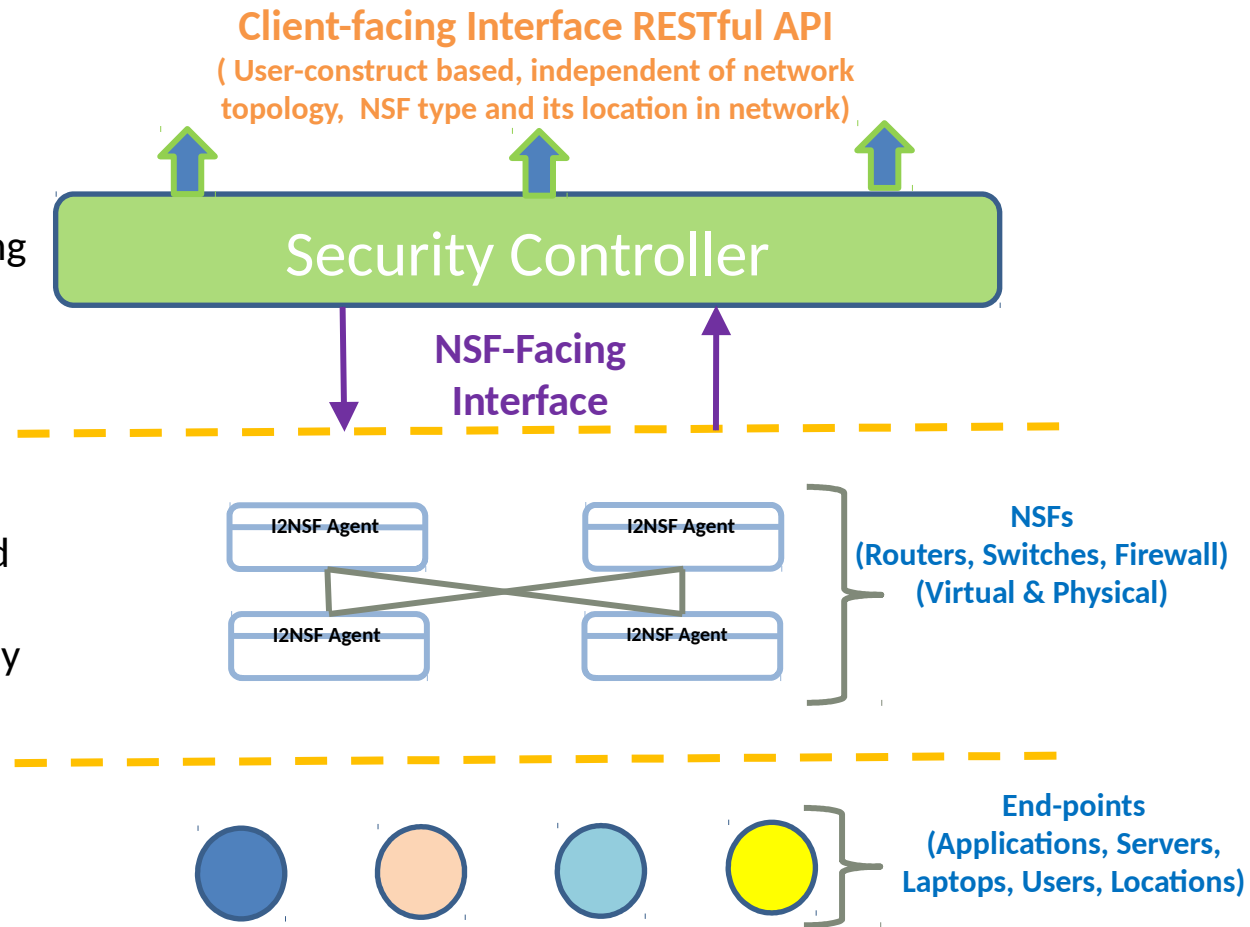 Client-facing Interface RESTful API
( User-construct based, independent of network
topology,  NSF type and its location in network)
ng
Security Controller
NSF-Facing
Interface
I2NSF Agent
I2NSF Agent
NSFs
(Routers, Switches, Firewall)
(Virtual & Physical)
d
I2NSF Agent
I2NSF Agent
y
End-points
(Applications, Servers,
Laptops, Users, Locations)